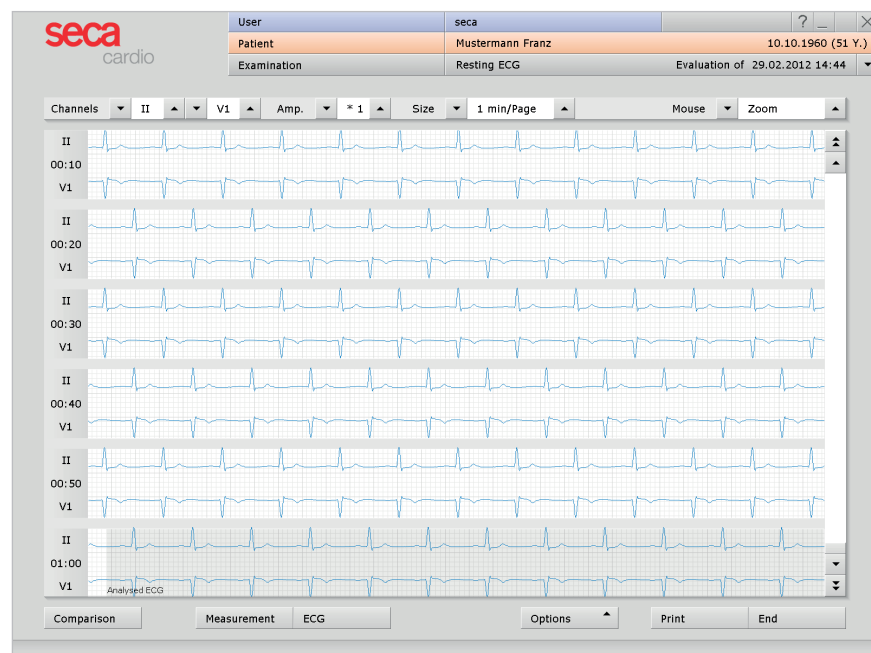 seca
cardio
User seca ? _ X
Patient Mustermann Franz 10.10.1960 (51 Y.)
Examination Resting ECG Evaluation of 29.02.2012 14:44
Channels II V1 Amp. * 1 Size 1 min/Page Mouse Zoom
II
00:10
V1
II
00:20
V1
II
00:30
V1
II
00:40
V1
II
00:50
V1
II
01:00
V1
Analysed ECG
Comparison Measurement ECG Options Print End